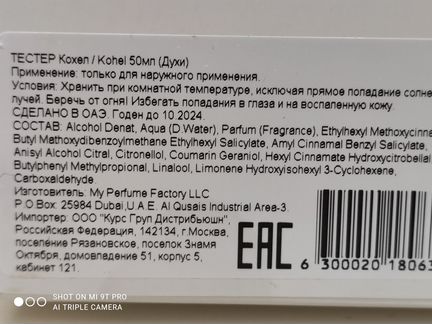 ТЕСТЕР Кохел / Kohel 50мл (Духи)
Применение: только для наружного применения.
Условия: Хранить при комнатной температуре, исключая прямое попадание солне
лучей. Беречь от огня! Избегать попадания в глаза и на воспаленную кожу.
СДЕЛАНО В ОАЭ. Годен до 10.2024.
СОСТАВ: Alcohol Denat, Aqua (D Water), Parfum (Fragrance), Ethylhexyl Methoxycinna
Butyl Mathoxydibenzoylmethane Ethylhexyl Salicylate, Amyl Cinnamal Benzyl Salicylate,
Anisyl Alcohol Citral, Citronellol, Coumarin Geraniol, Hexyl Cinnamate Hydroxycitrobellal
Butylphenyl Methylpropional, Linalool, Limonene Hydroxyisohexyl 3-Cyclohexene,
Carboxaldehyde
Изготовитель: My Perfume Factory LLC
P.O.Box: 25984 Dubai,U.A.E. Al Qusais Industrial Area-3.
Импортер: ООО "Курс Груп Дистрибьюшн",
Российская Федерация, 142134, г.Москва,
поселение Рязановское, поселок Знамя
Октября, домовладение 51, корпус 5,
кабинет 121.
EAC
6 300020 18063
SHOT ON MI 9T PRO
AI TRIPLE CAMERA